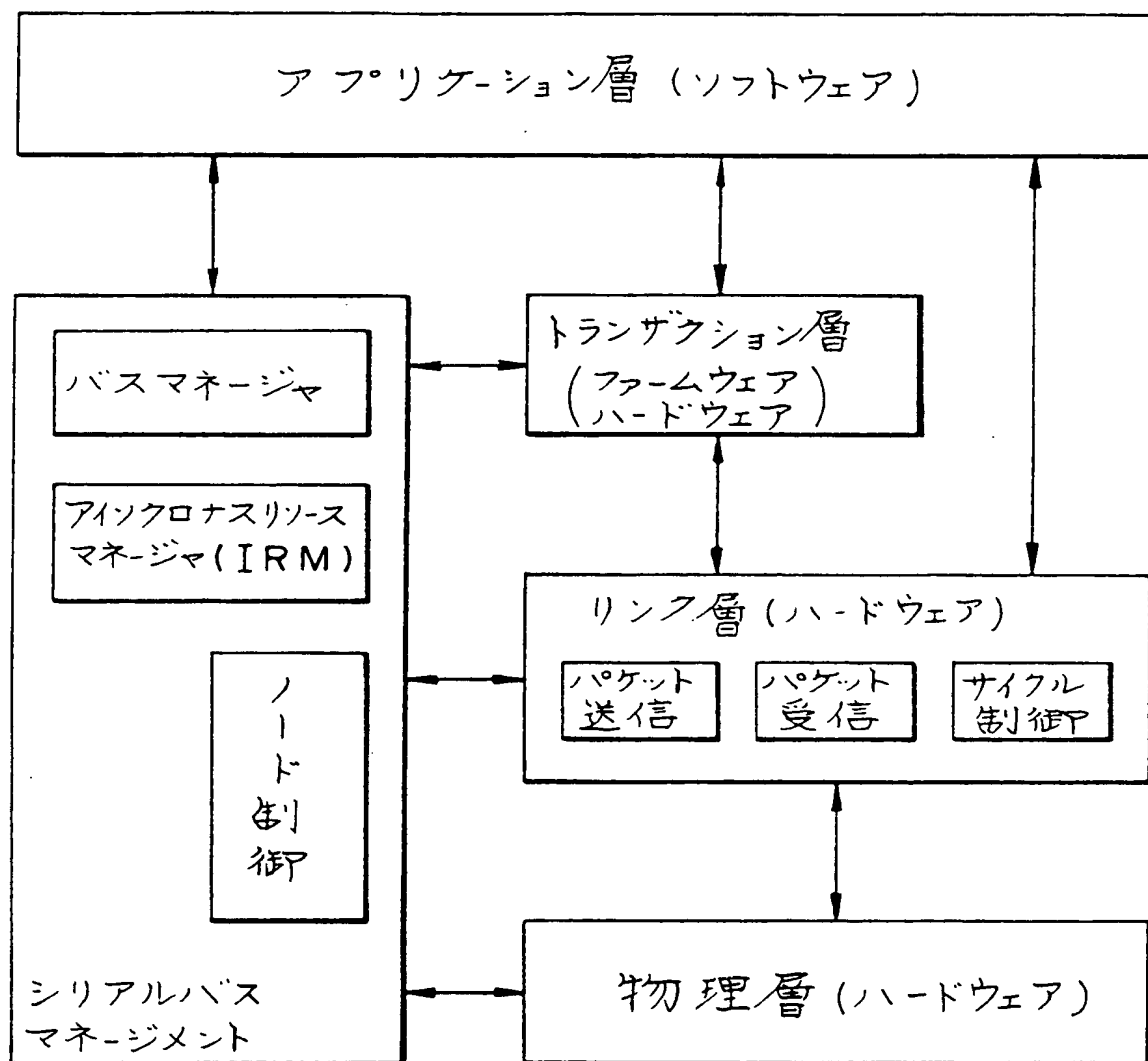 アプリケーション層(ソフトウェア)
バスマネージャ
アイソクロナスリソース
マネージャ(IRM)
ノード制御
シリアルバス
マネージメント
トランザクション層
(ファームウェア
ハードウェア)
リンク層(ハードウェア)
パケット
送信
パケット
受信
サイクル
制御
物理層(ハードウェア)